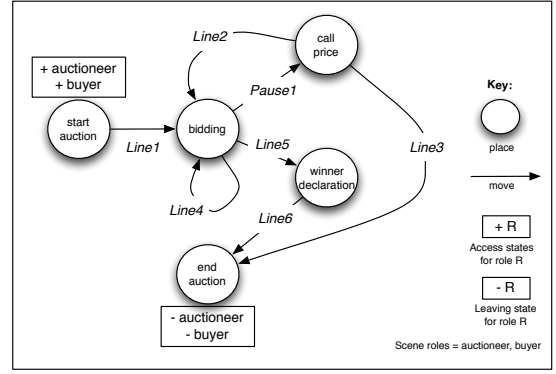 + auctioneer
+ buyer
start
auction
Line1
bidding
Line2
Pause1
call
price
Line3
Line4
Line5
winner
declaration
Line6
end
auction
- auctioneer
- buyer
Key:
place
move
+ R
Access states
for role R
- R
Leaving state
for role R
Scene roles = auctioneer, buyer